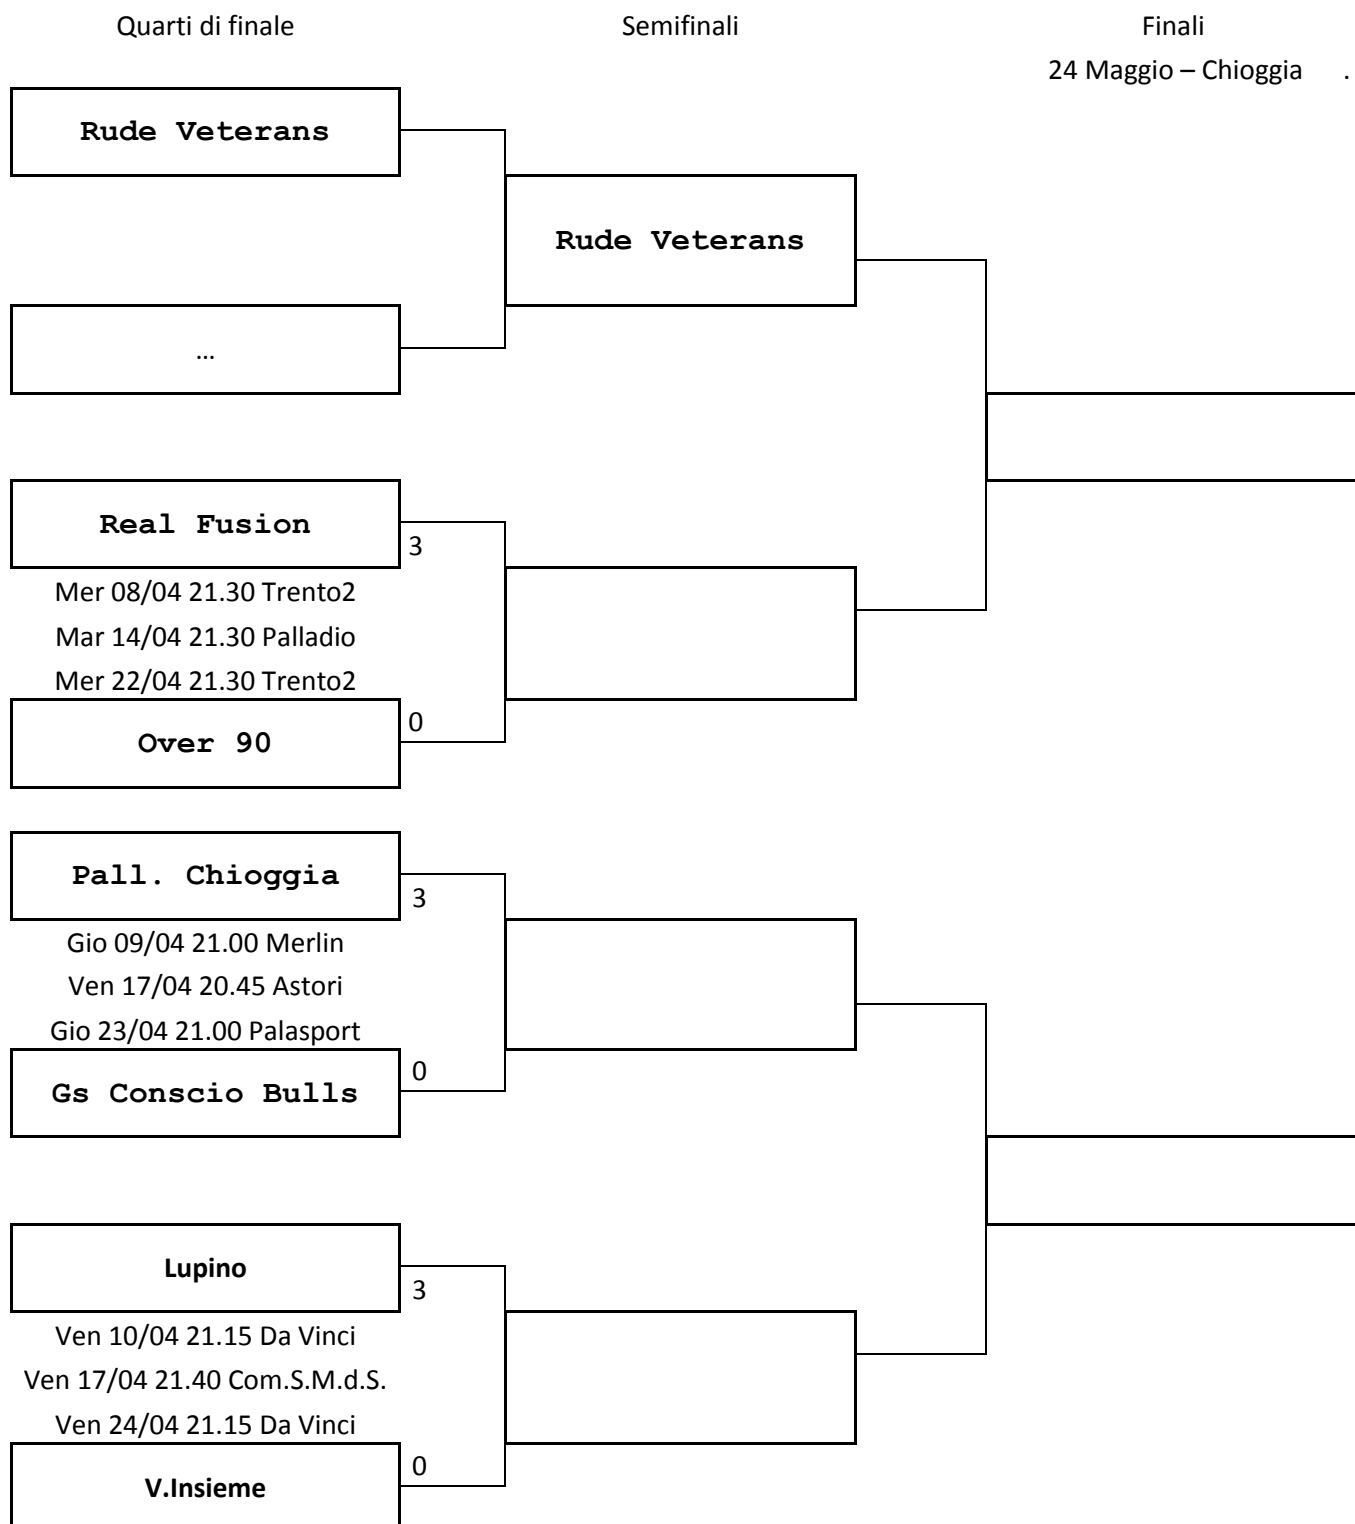 Quarti di finale
Semifinali
Finali
24 Maggio – Chioggia .
Rude Veterans
Rude Veterans
...
Real Fusion
3
Mer 08/04 21.30 Trento2
Mar 14/04 21.30 Palladio
Mer 22/04 21.30 Trento2
0
Over 90
Pall. Chioggia
3
Gio 09/04 21.00 Merlin
Ven 17/04 20.45 Astori
Gio 23/04 21.00 Palasport
0
Gs Conscio Bulls
Lupino
3
Ven 10/04 21.15 Da Vinci
Ven 17/04 21.40 Com.S.M.d.S.
Ven 24/04 21.15 Da Vinci
0
V.Insieme